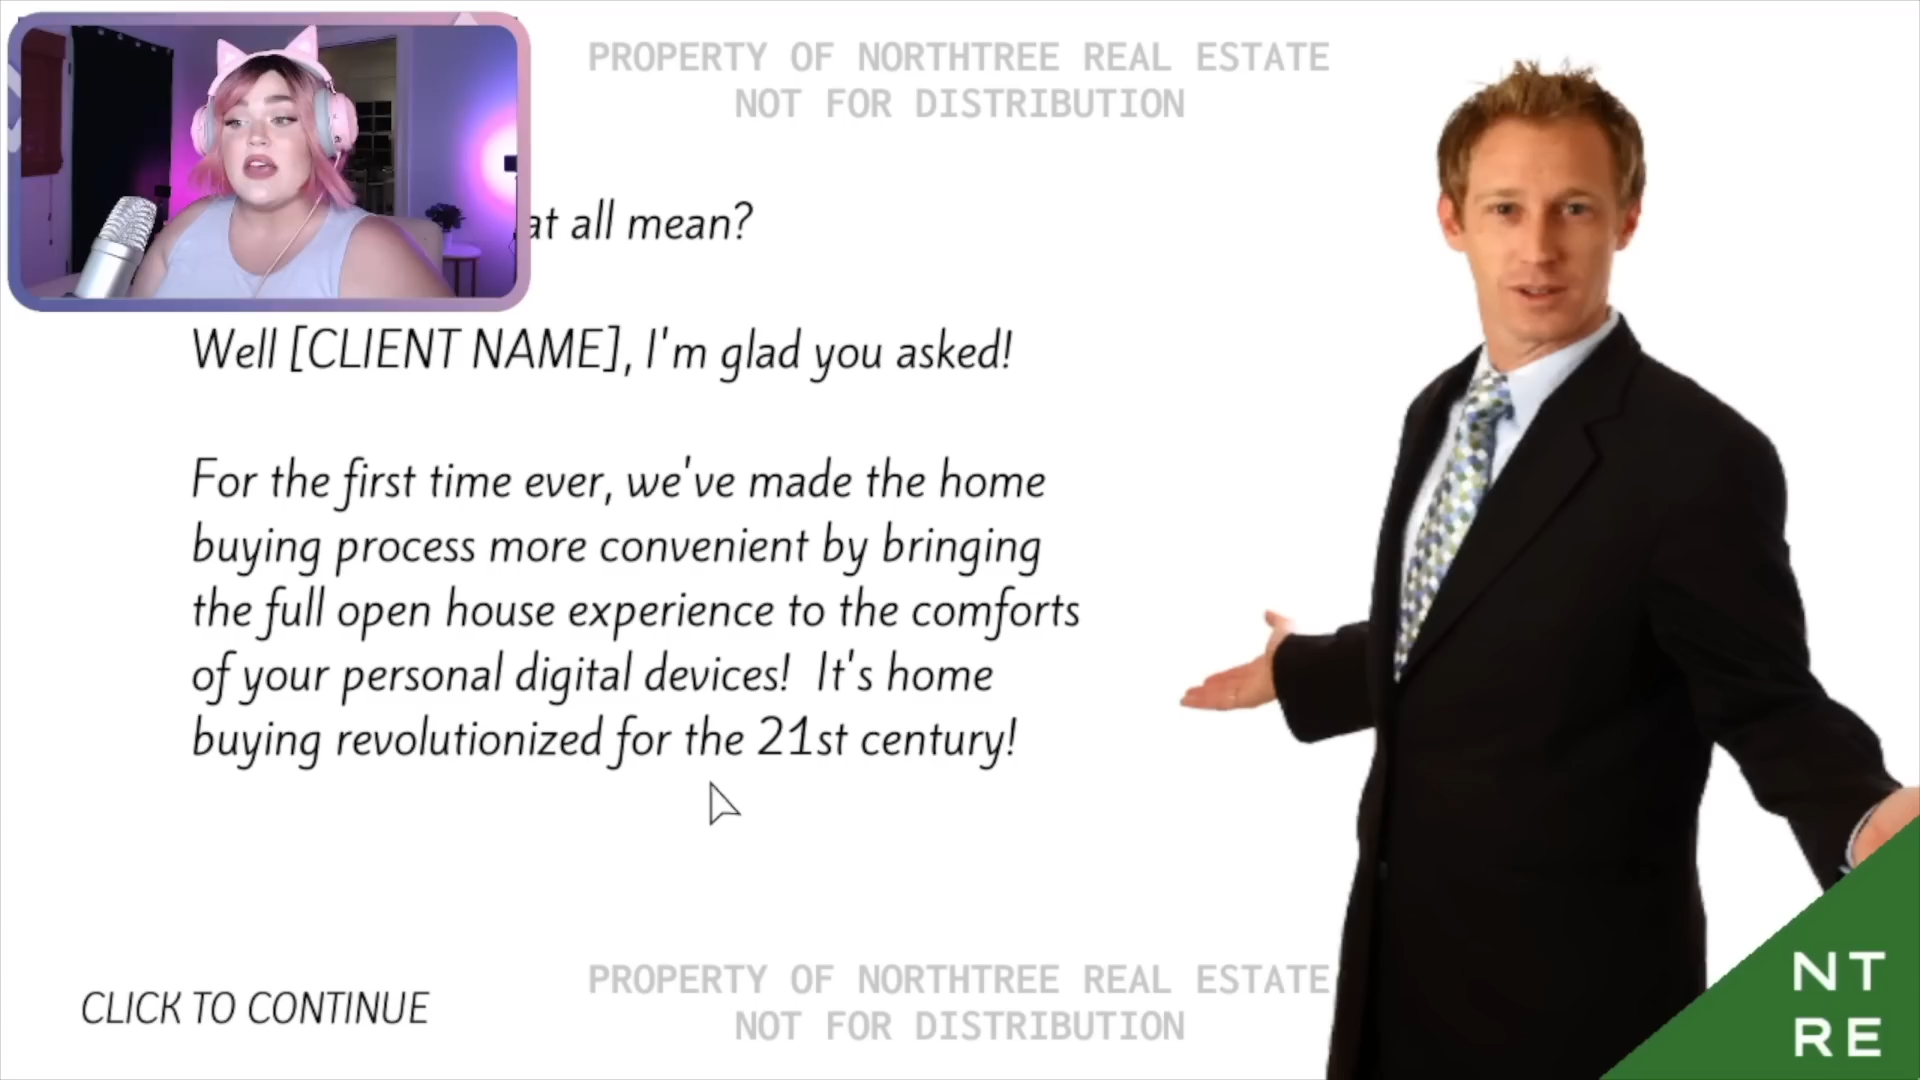 PROPERTY OF NORTHTREE REAL ESTATE
NOT FOR DISTRIBUTION
at all mean?
Well [CLIENT NAME], I'm glad you asked!
For the first time ever, we've made the home
buying process more convenient by bringing
the full open house experience to the comforts
of your personal digital devices! It's home
buying revolutionized for the 21st century!
CLICK TO CONTINUE
PROPERTY OF NORTHTREE REAL ESTATE
NOT FOR DISTRIBUTION
NT
RE